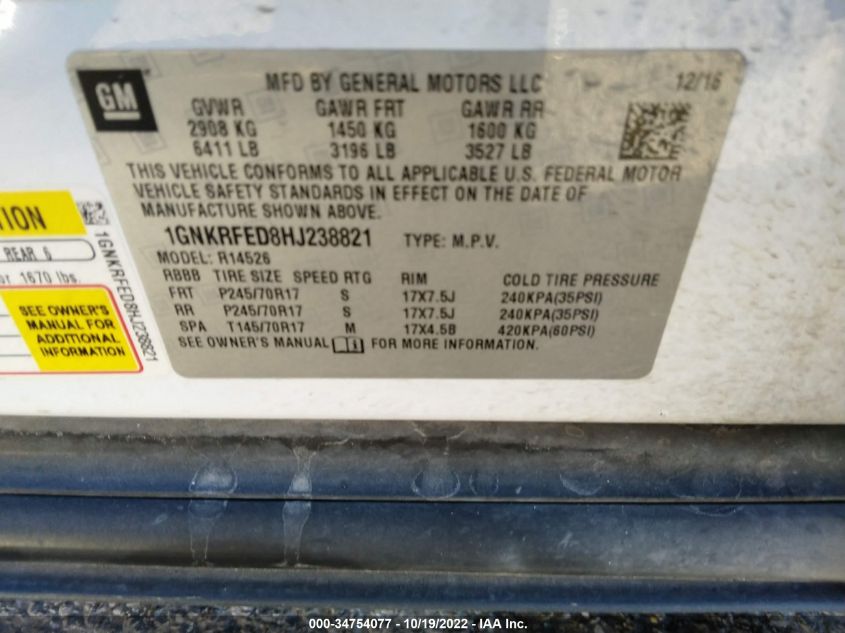 GM
MFD BY GENERAL MOTORS LLC 12/16
GVWR GAWR FRT GAWR RR
2908 KG 1450 KG 1600 KG
6411 LB 3196 LB 3527 LB
THIS VEHICLE CONFORMS TO ALL APPLICABLE U.S. FEDERAL MOTOR
VEHICLE SAFETY STANDARDS IN EFFECT ON THE DATE OF
MANUFACTURE SHOWN ABOVE.
1GNKRFED8HJ238821 TYPE: M.P.V.
MODEL: R14526
RBBB TIRE SIZE SPEED RTG RIM COLD TIRE PRESSURE
FRT P245/70R17 S 17X7.5J 240KPA(35PSI)
RR P245/70R17 S 17X7.5J 240KPA(35PSI)
SPA T145/70R17 M 17X4.5B 420KPA(60PSI)
SEE OWNER'S MANUAL FOR MORE INFORMATION
REAR 6
1670 lbs.
SEE OWNER'S
MANUAL FOR
ADDITIONAL
INFORMATION
1GNKRFED8HJ238821
000-34754077 - 10/19/2022 - IAA Inc.